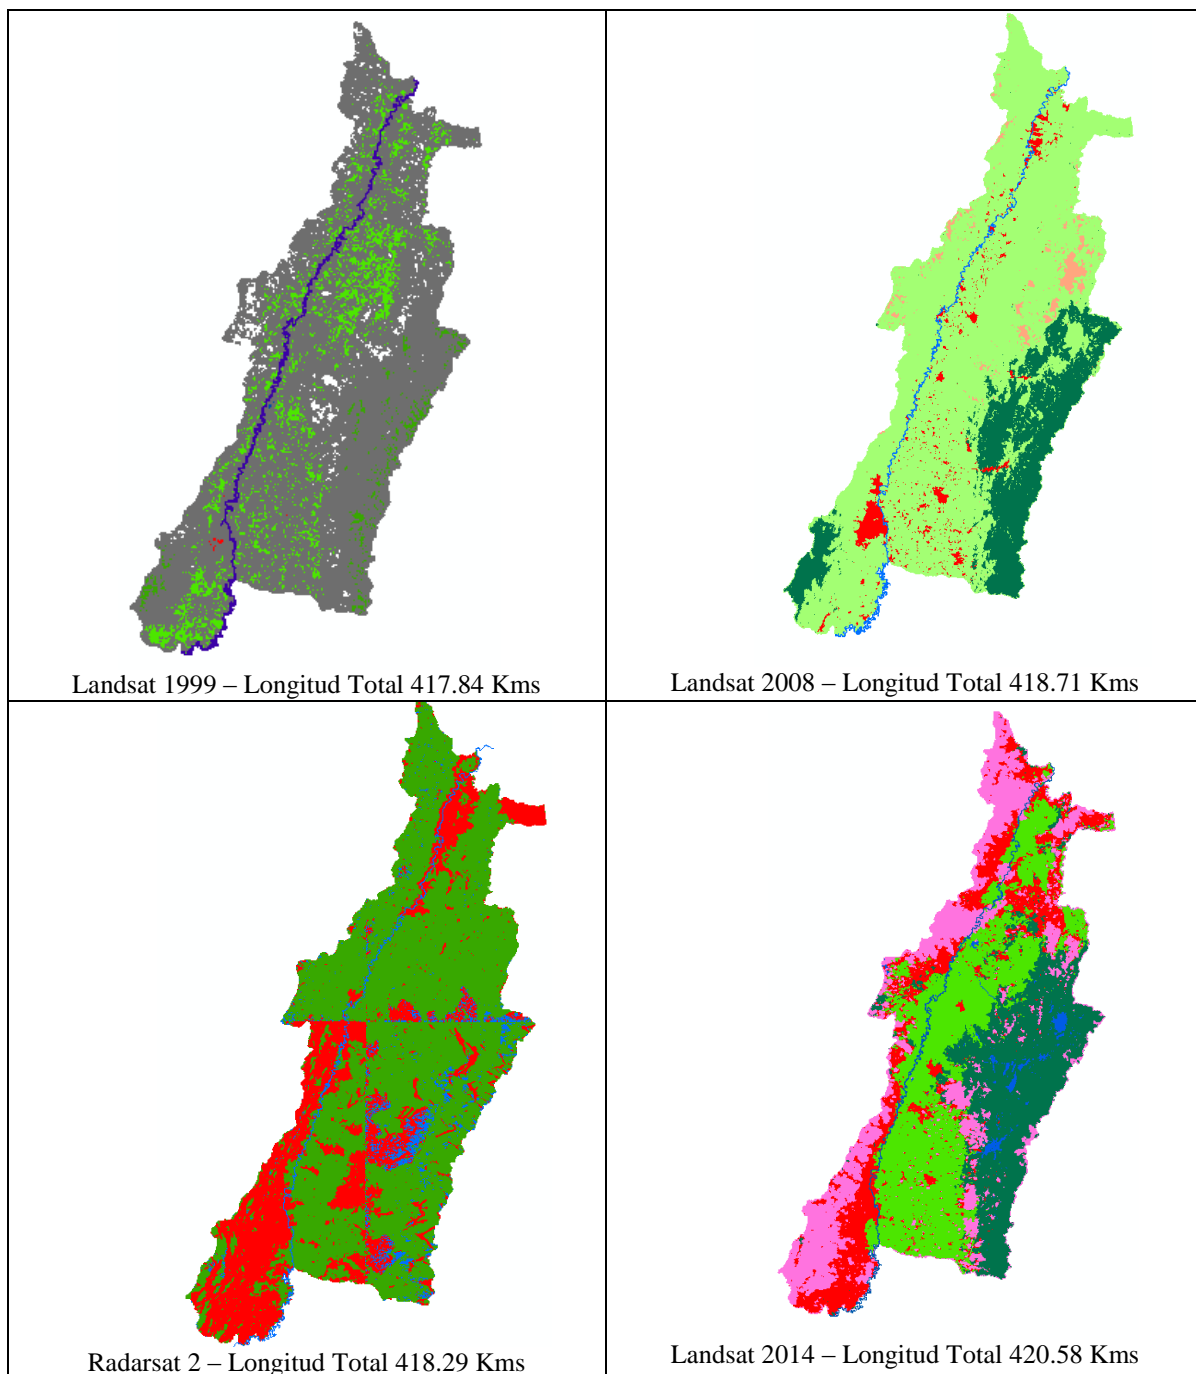 Landsat 1999 – Longitud Total 417.84 Kms
Landsat 2008 – Longitud Total 418.71 Kms
Radarsat 2 – Longitud Total 418.29 Kms
Landsat 2014 – Longitud Total 420.58 Kms